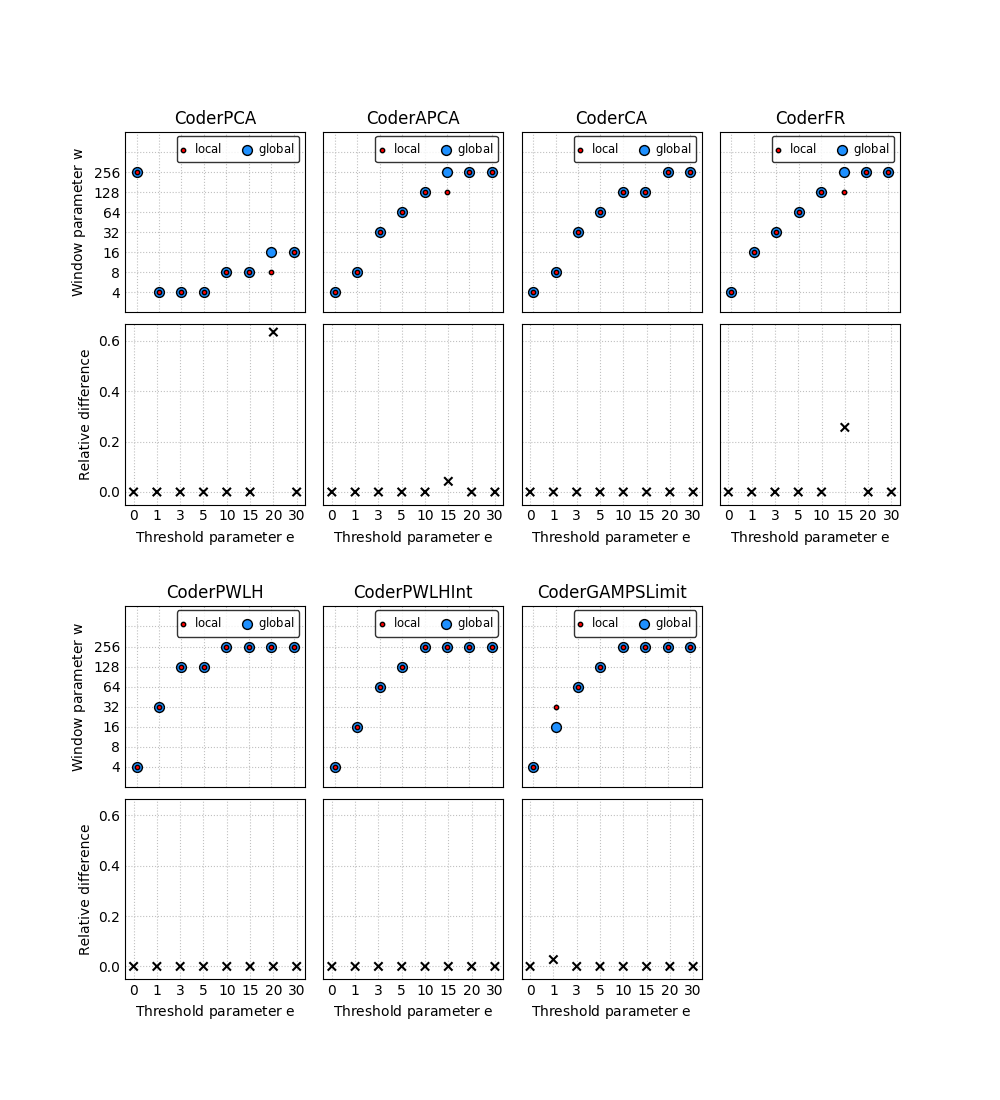 CoderPCA CoderAPCA CoderCA CoderFR
local global local global local global local global
Window parameter w
256
128
64
32
16
8
4
Relative difference
0.6
0.4
0.2
0.0
0 1 3 5 10 15 20 30 0 1 3 5 10 15 20 30 0 1 3 5 10 15 20 30 0 1 3 5 10 15 20 30
Threshold parameter e Threshold parameter e Threshold parameter e Threshold parameter e
CoderPWLH CoderPWLHInt CoderGAMPSLimit
local global local global local global
Window parameter w
256
128
64
32
16
8
4
Relative difference
0.6
0.4
0.2
0.0
0 1 3 5 10 15 20 30 0 1 3 5 10 15 20 30 0 1 3 5 10 15 20 30
Threshold parameter e Threshold parameter e Threshold parameter e